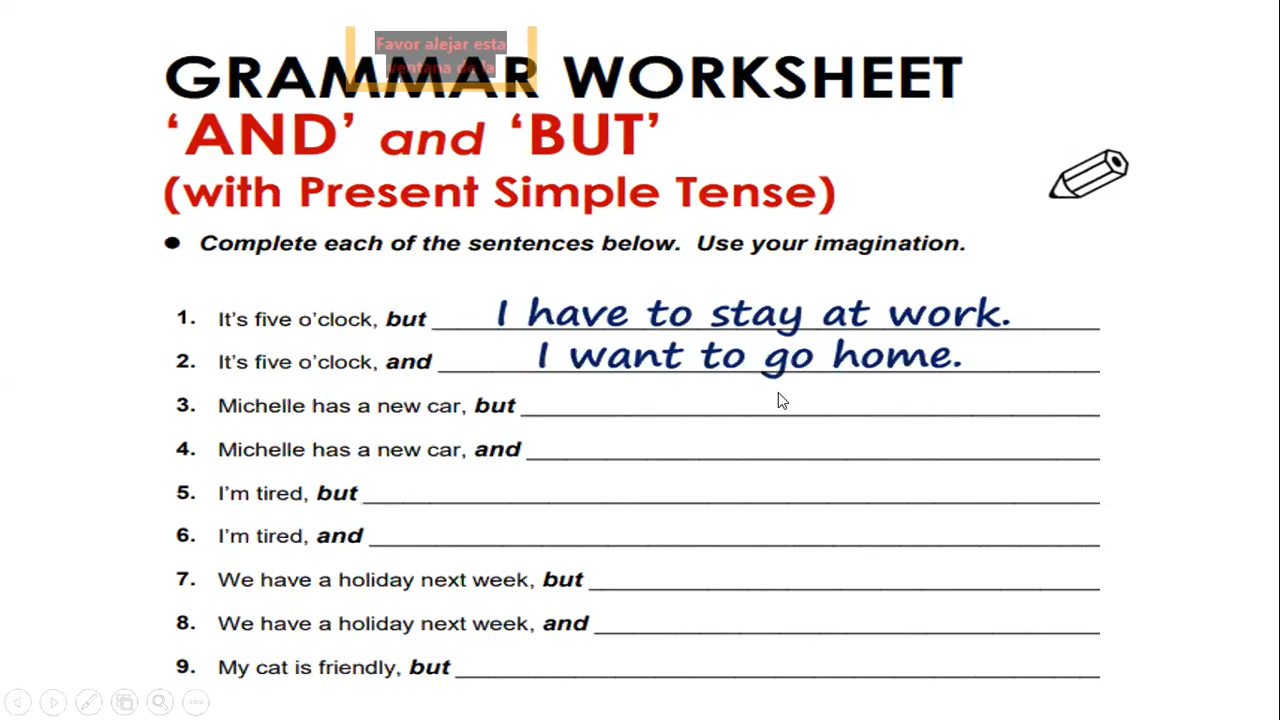 Favor alejar esta
ventana de la
GRAMMAR WORKSHEET
‘AND’ and ‘BUT’
(with Present Simple Tense)
● Complete each of the sentences below. Use your imagination.
1. It’s five o’clock, but I have to stay at work.
2. It’s five o’clock, and I want to go home.
3. Michelle has a new car, but
4. Michelle has a new car, and
5. I’m tired, but
6. I’m tired, and
7. We have a holiday next week, but
8. We have a holiday next week, and
9. My cat is friendly, but